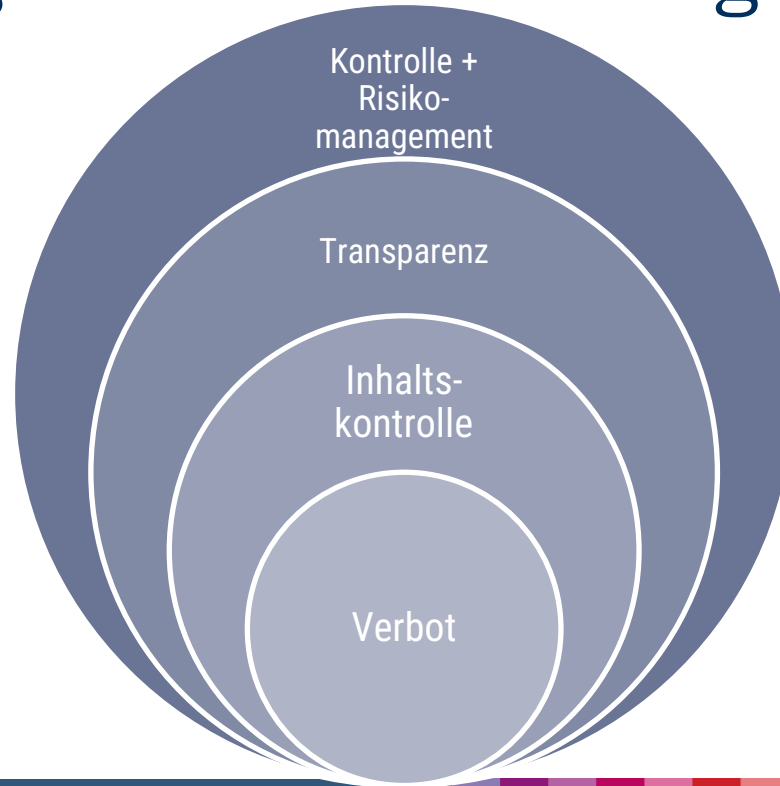 Kontrolle +
Risiko-
management
Transparenz
Inhalts-
kontrolle
Verbot